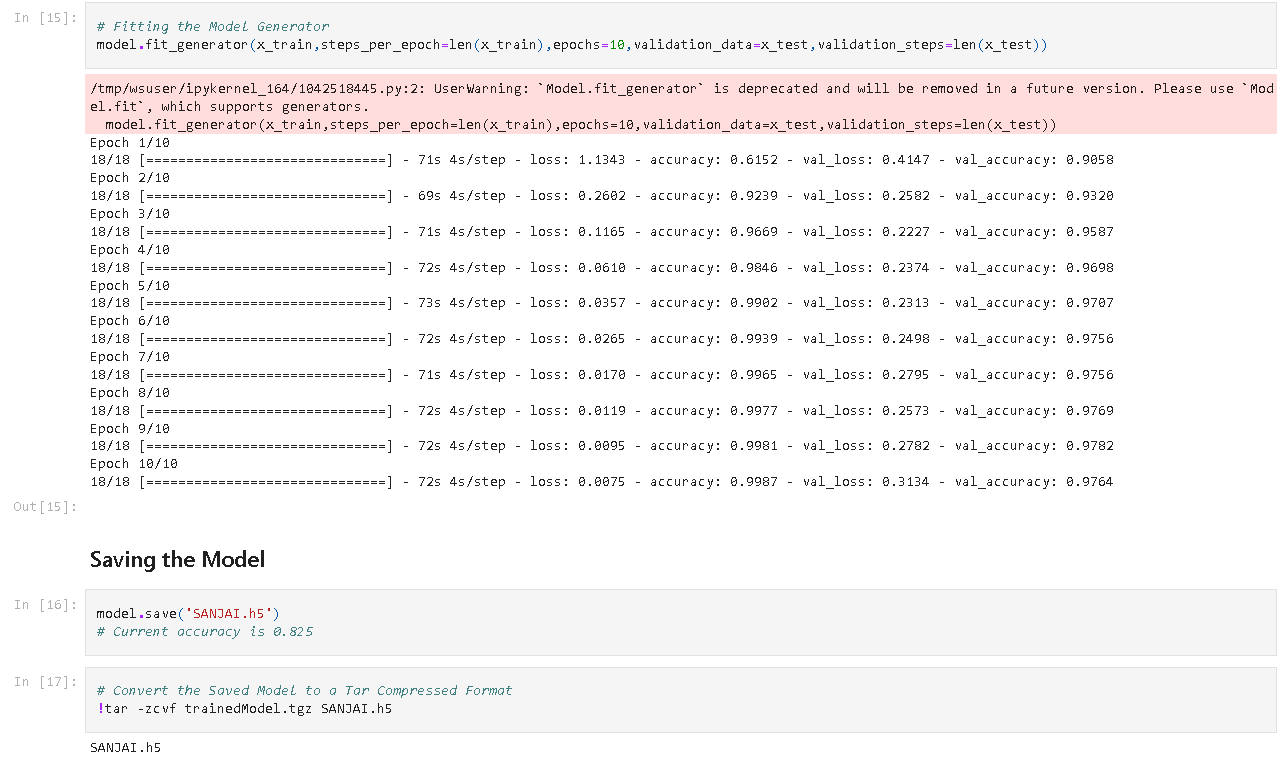 In [15]:
# Fitting the Model Generator
model.fit_generator(x_train,steps_per_epoch=len(x_train),epochs=10,validation_data=x_test,validation_steps=len(x_test))
/tmp/wsuser/ipykernel_164/1042518445.py:2: UserWarning: `Model.fit_generator` is deprecated and will be removed in a future version. Please use `Mod
el.fit`, which supports generators.
  model.fit_generator(x_train,steps_per_epoch=len(x_train),epochs=10,validation_data=x_test,validation_steps=len(x_test))
Epoch 1/10
18/18 [==============================] - 71s 4s/step - loss: 1.1343 - accuracy: 0.6152 - val_loss: 0.4147 - val_accuracy: 0.9058
Epoch 2/10
18/18 [==============================] - 69s 4s/step - loss: 0.2602 - accuracy: 0.9239 - val_loss: 0.2582 - val_accuracy: 0.9320
Epoch 3/10
18/18 [==============================] - 71s 4s/step - loss: 0.1165 - accuracy: 0.9669 - val_loss: 0.2227 - val_accuracy: 0.9587
Epoch 4/10
18/18 [==============================] - 72s 4s/step - loss: 0.0610 - accuracy: 0.9846 - val_loss: 0.2374 - val_accuracy: 0.9698
Epoch 5/10
18/18 [==============================] - 73s 4s/step - loss: 0.0357 - accuracy: 0.9902 - val_loss: 0.2313 - val_accuracy: 0.9707
Epoch 6/10
18/18 [==============================] - 72s 4s/step - loss: 0.0265 - accuracy: 0.9939 - val_loss: 0.2498 - val_accuracy: 0.9756
Epoch 7/10
18/18 [==============================] - 71s 4s/step - loss: 0.0170 - accuracy: 0.9965 - val_loss: 0.2795 - val_accuracy: 0.9756
Epoch 8/10
18/18 [==============================] - 72s 4s/step - loss: 0.0119 - accuracy: 0.9977 - val_loss: 0.2573 - val_accuracy: 0.9769
Epoch 9/10
18/18 [==============================] - 72s 4s/step - loss: 0.0095 - accuracy: 0.9981 - val_loss: 0.2782 - val_accuracy: 0.9782
Epoch 10/10
18/18 [==============================] - 72s 4s/step - loss: 0.0075 - accuracy: 0.9987 - val_loss: 0.3134 - val_accuracy: 0.9764
Out[15]:
Saving the Model
In [16]:
model.save('SANJAI.h5')
# Current accuracy is 0.825
In [17]:
# Convert the Saved Model to a Tar Compressed Format
!tar -zcvf trainedModel.tgz SANJAI.h5
SANJAI.h5